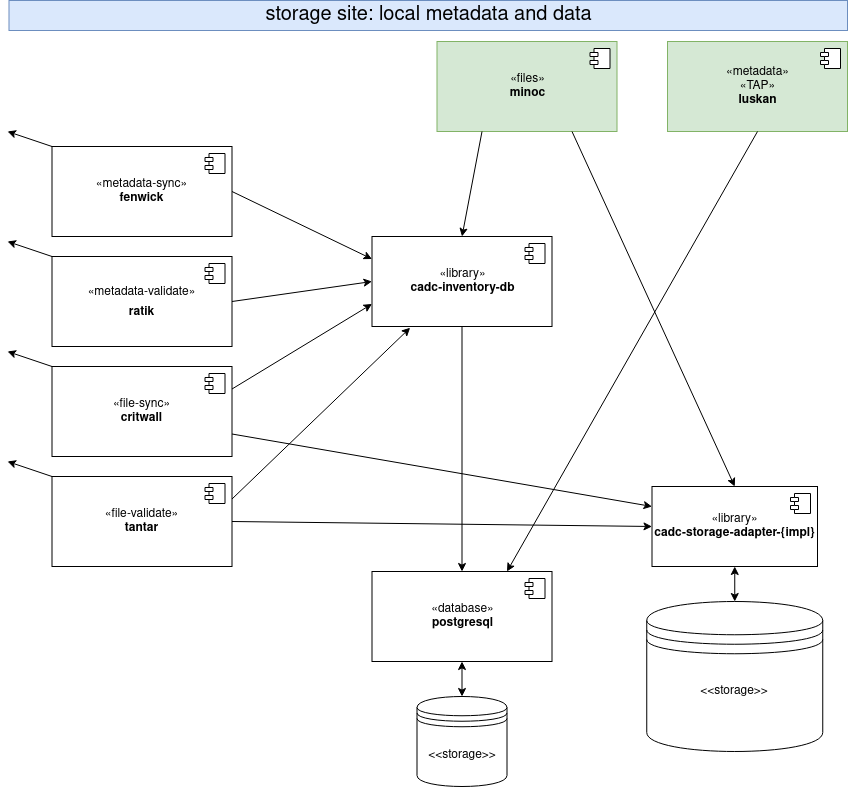 storage site: local metadata and data
«files»
minoc
«metadata»
«TAP»
luskan
«metadata-sync»
fenwick
«metadata-validate»
ratik
«library»
cadc-inventory-db
«file-sync»
critwall
«file-validate»
tantar
«library»
cadc-storage-adapter-{impl}
«database»
postgresql
<<storage>>
<<storage>>